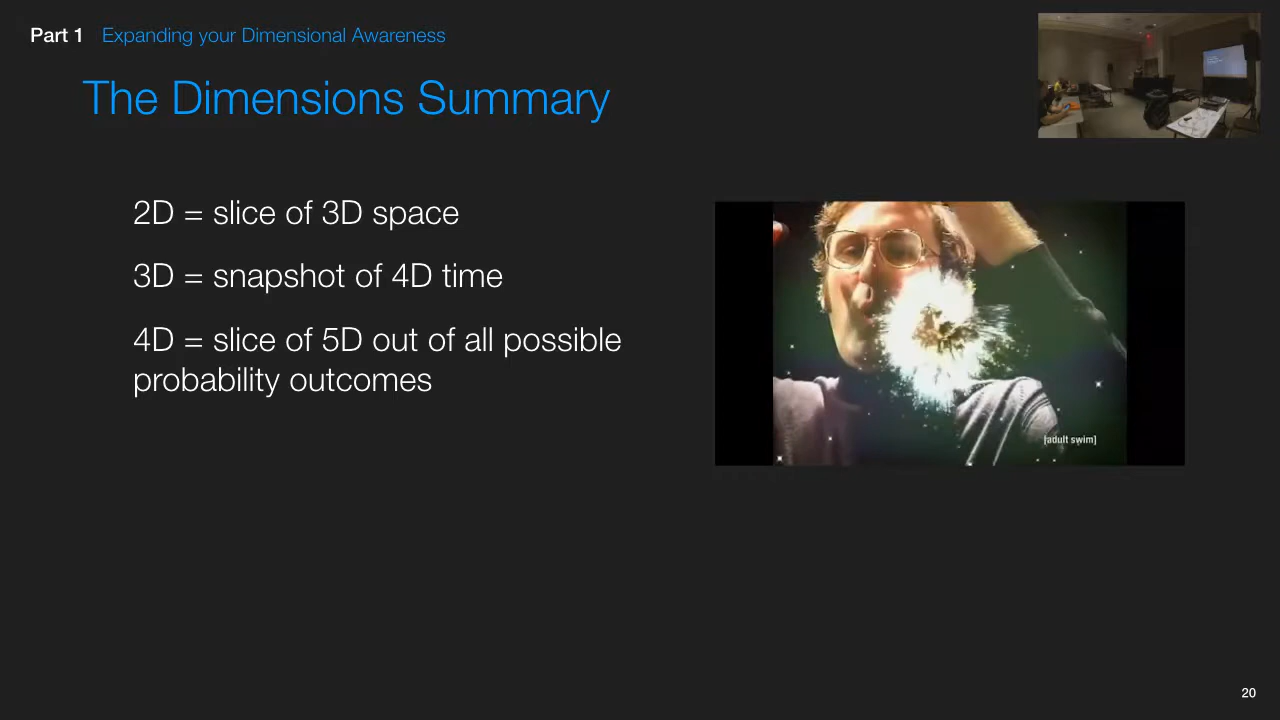 Part 1 Expanding your Dimensional Awareness
The Dimensions Summary
2D = slice of 3D space
3D = snapshot of 4D time
4D = slice of 5D out of all possible
probability outcomes
[adult swim]
20